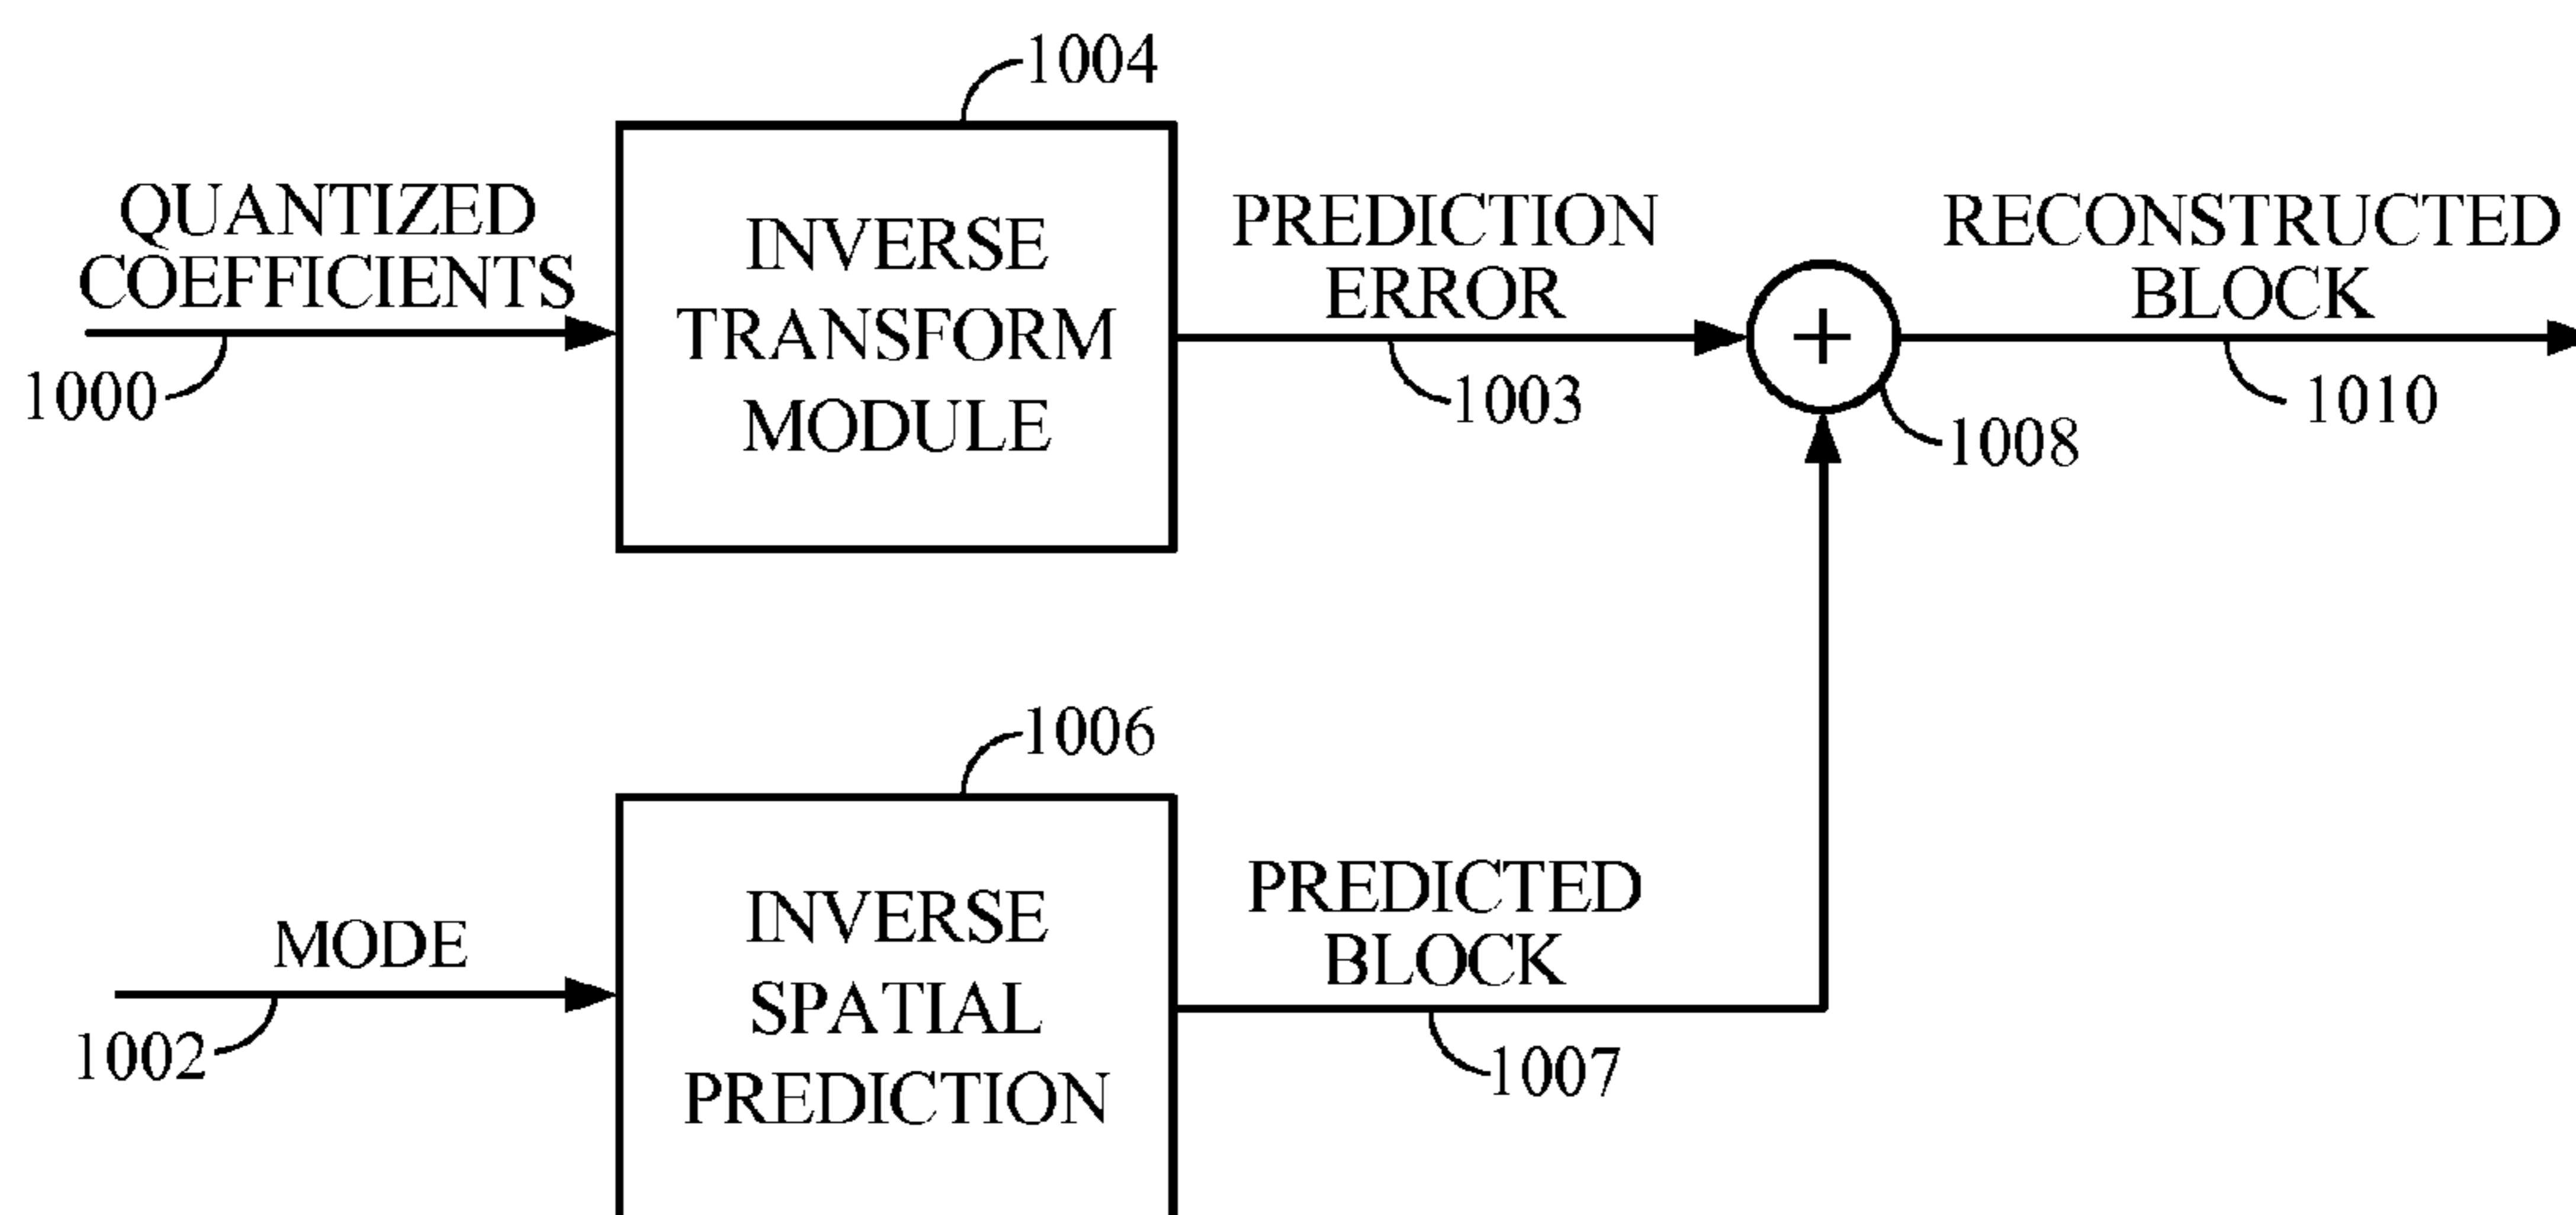 1004
QUANTIZED
COEFFICIENTS
1000
INVERSE
TRANSFORM
MODULE
PREDICTION
ERROR
1003
+
1008
RECONSTRUCTED
BLOCK
1010
1006
MODE
1002
INVERSE
SPATIAL
PREDICTION
PREDICTED
BLOCK
1007